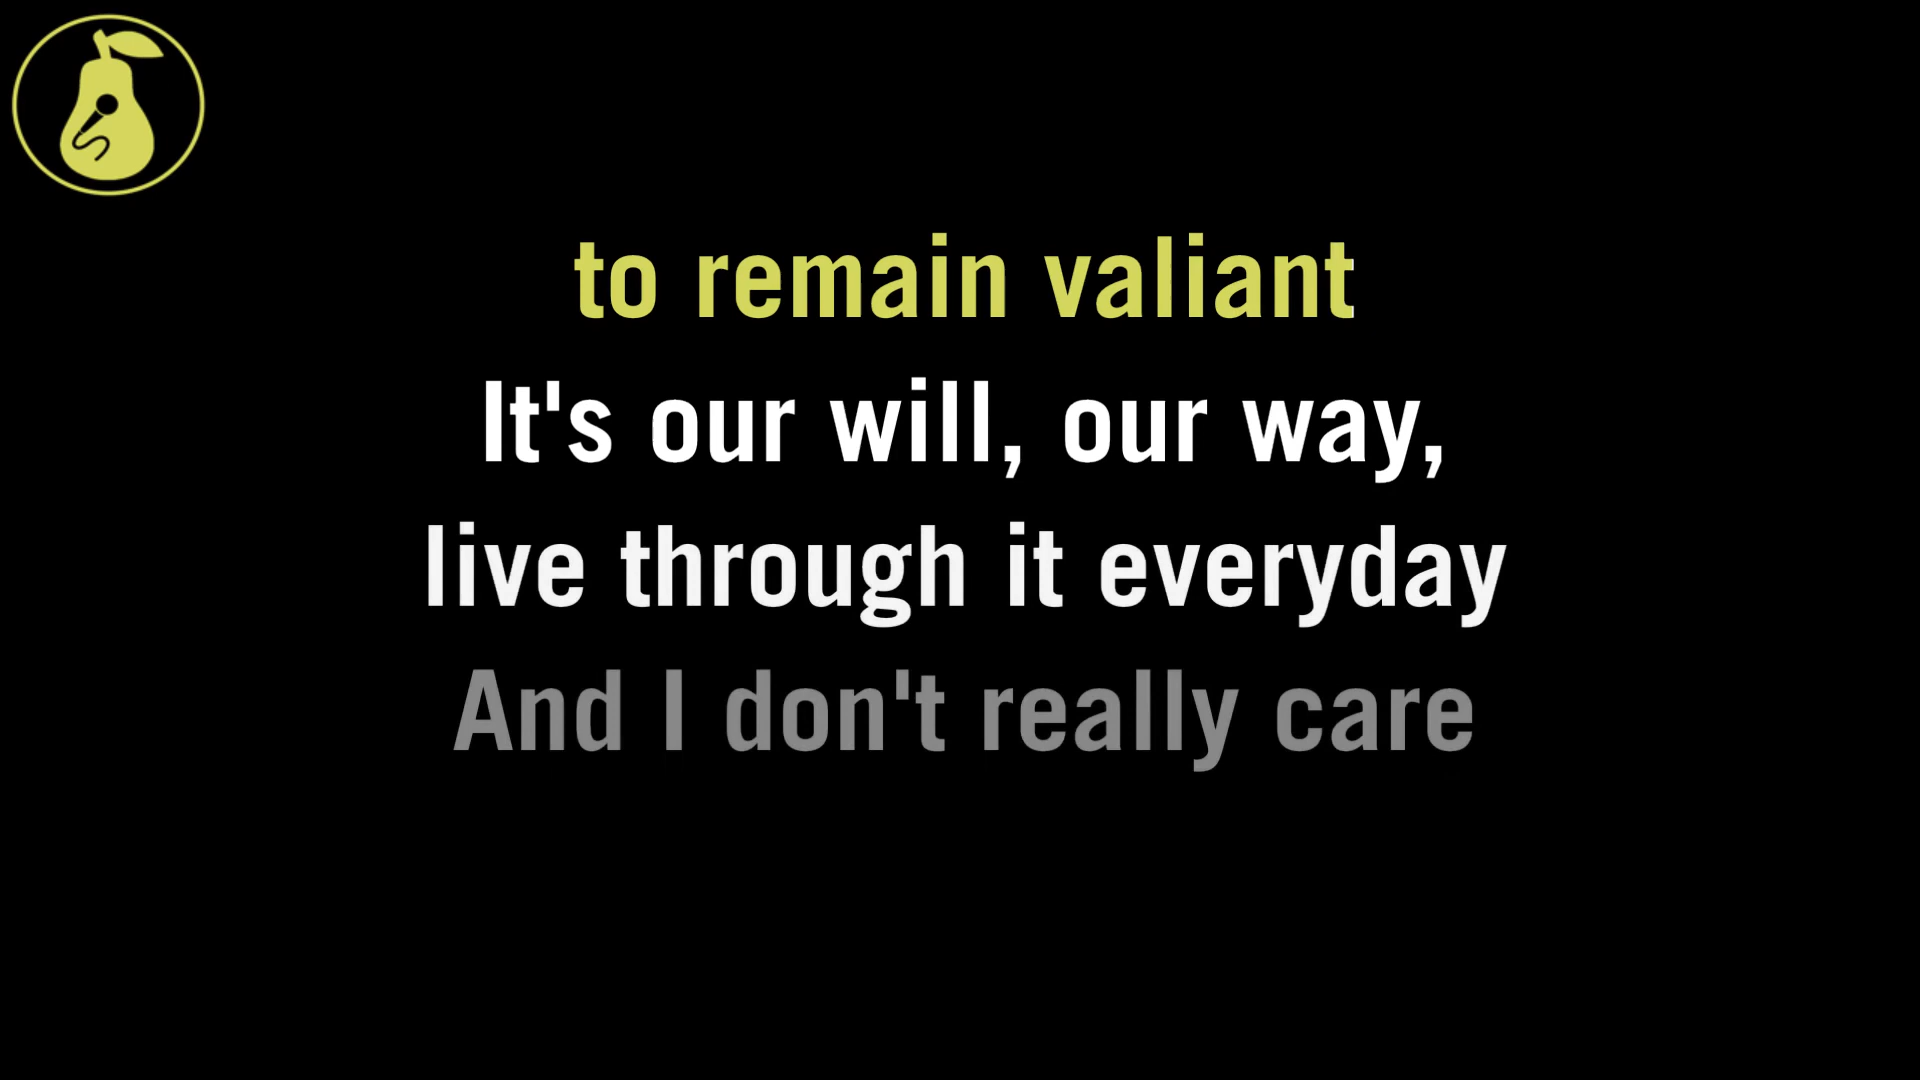 to remain valiant
It's our will, our way,
live through it everyday
And I don't really care